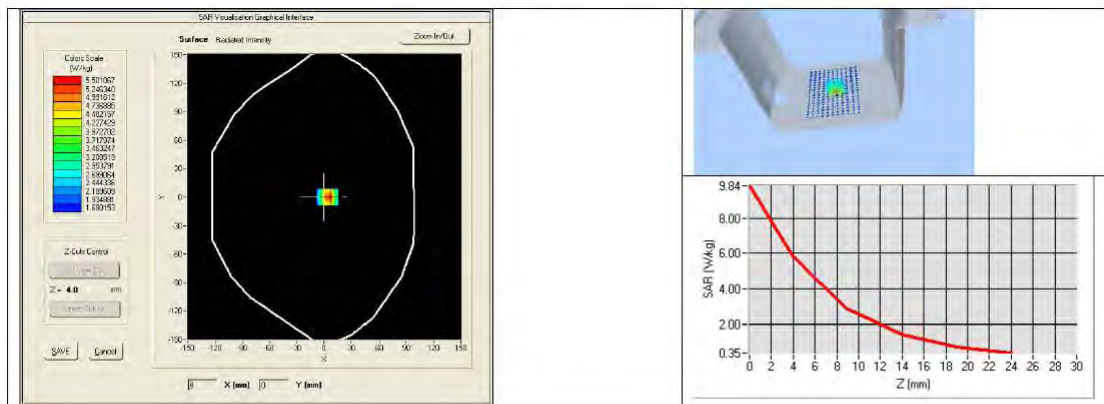 SAR Visualisation Graphical Interface
Surface Radiated Intensity
Zoom In/Out
Colors Scale
(W/kg)
5.501067
5.246340
4.991612
4.736885
4.482157
4.227429
3.972702
3.717974
3.463247
3.208519
2.953791
2.699064
2.444336
2.189609
1.934881
1.680153
150
120
90
60
30
0
-30
-60
-90
-120
-150
Y
-150 -120 -90 -60 -30 0 30 60 90 120 150
X
Z-Cuts Control
Z = 4.0 mm
SAVE Cancel
8 X (mm) 0 Y (mm)
9.84
8.00
6.00
4.00
2.00
0.35
SAR (W/kg)
0 2 4 6 8 10 12 14 16 18 20 22 24 26 28 30
Z (mm)